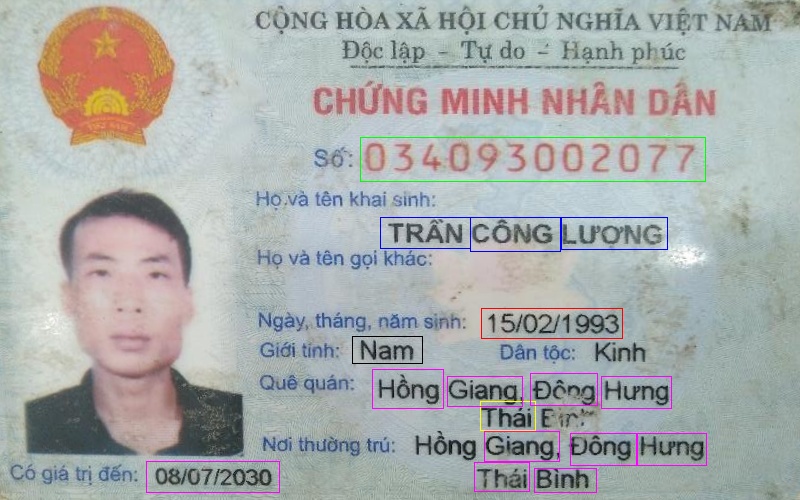 CỘNG HÒA XÃ HỘI CHỦ NGHĨA VIỆT NAM
Độc lập - Tự do - Hạnh phúc
CHỨNG MINH NHÂN DÂN
Số: 034093002077
Họ và tên khai sinh:
TRẦN CÔNG LƯỢNG
Họ và tên gọi khác:
Ngày, tháng, năm sinh: 15/02/1993
Giới tính: Nam Dân tộc: Kinh
Quê quán: Hồng Giang, Đông Hưng
Thái Bình
Nơi thường trú: Hồng Giang, Đông Hưng
Thái Bình
Có giá trị đến: 08/07/2030